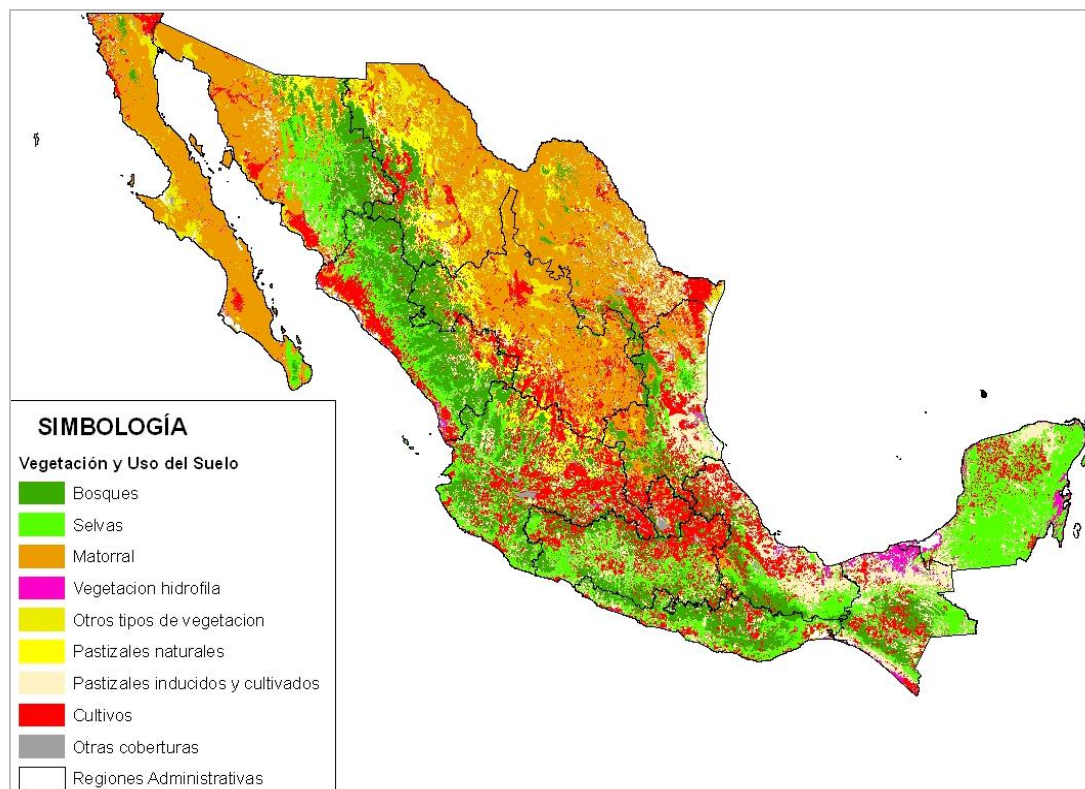 SIMBOLOGÍA
Vegetación y Uso del Suelo
Bosques
Selvas
Matorral
Vegetacion hidrofila
Otros tipos de vegetacion
Pastizales naturales
Pastizales inducidos y cultivados
Cultivos
Otras coberturas
Regiones Administrativas